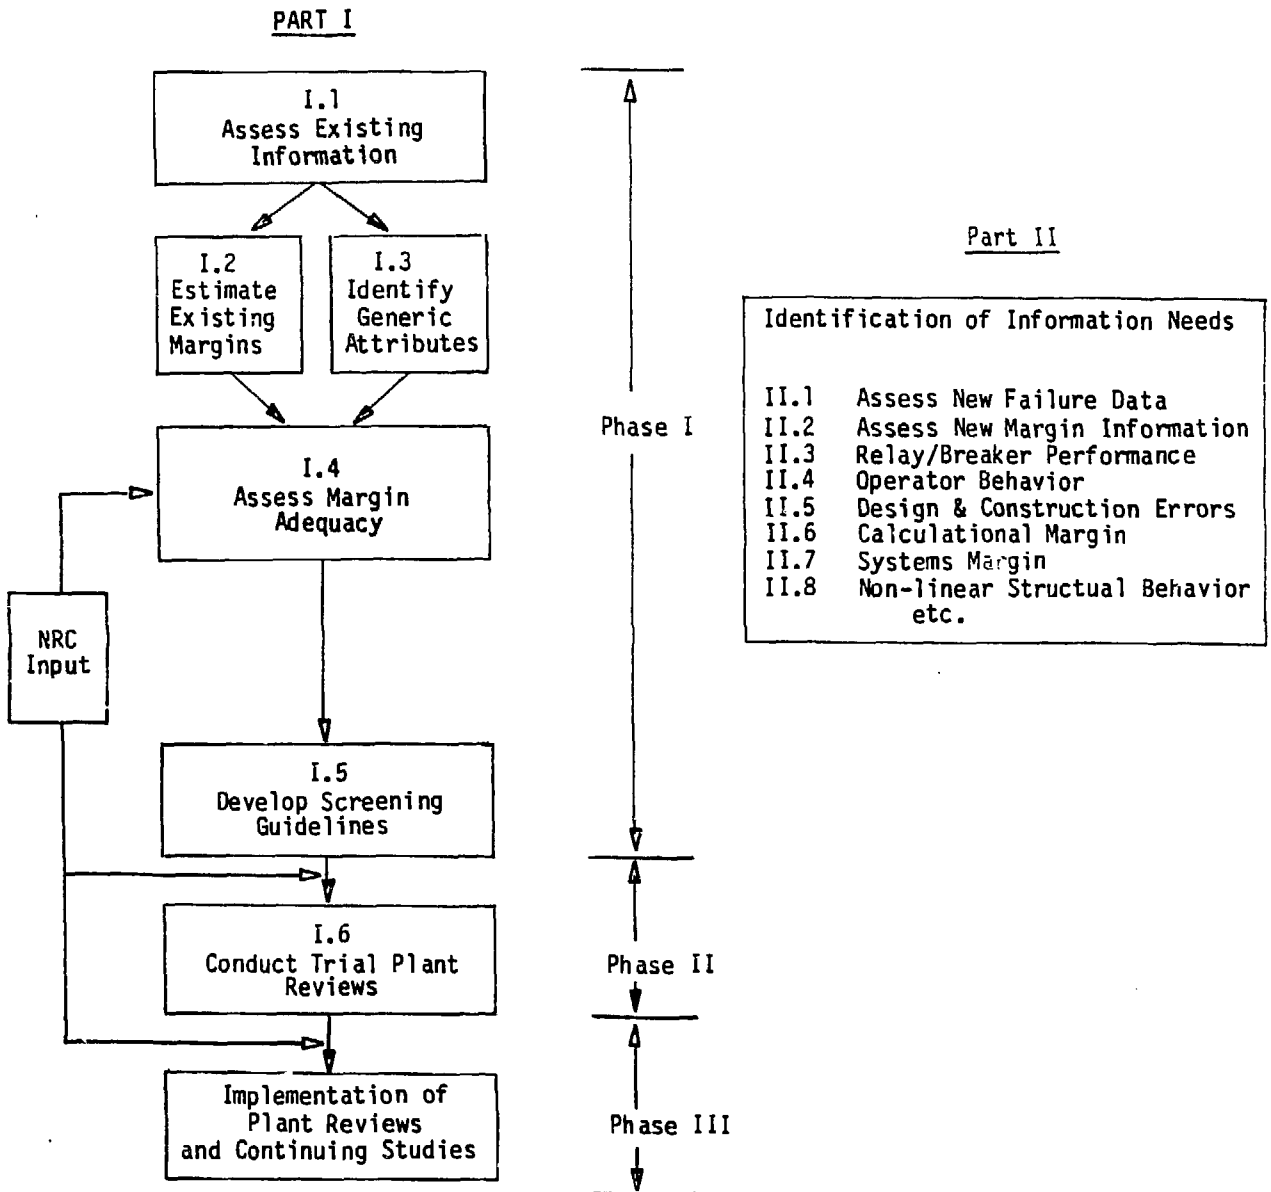 PART I
I.1
Assess Existing
Information
I.2
Estimate
Existing
Margins
I.3
Identify
Generic
Attributes
I.4
Assess Margin
Adequacy
NRC
Input
I.5
Develop Screening
Guidelines
I.6
Conduct Trial Plant
Reviews
Implementation of
Plant Reviews
and Continuing Studies
Phase I
Phase II
Phase III
Part II
Identification of Information Needs
II.1 Assess New Failure Data
II.2 Assess New Margin Information
II.3 Relay/Breaker Performance
II.4 Operator Behavior
II.5 Design & Construction Errors
II.6 Calculational Margin
II.7 Systems Margin
II.8 Non-linear Structual Behavior
etc.